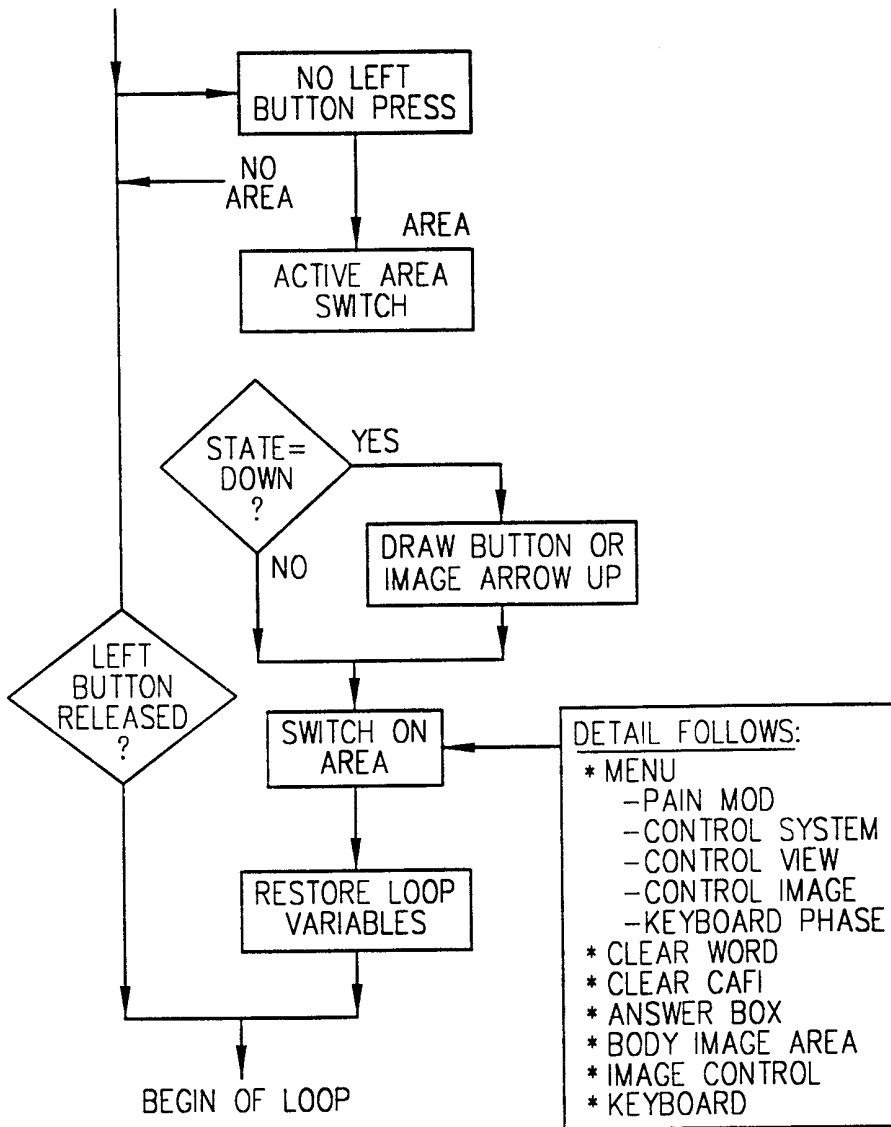 NO LEFT
BUTTON PRESS
NO
AREA
AREA
ACTIVE AREA
SWITCH
STATE=
DOWN
?
YES
NO
DRAW BUTTON OR
IMAGE ARROW UP
LEFT
BUTTON
RELEASED
?
SWITCH ON
AREA
RESTORE LOOP
VARIABLES
BEGIN OF LOOP
DETAIL FOLLOWS:
* MENU
-PAIN MOD
-CONTROL SYSTEM
-CONTROL VIEW
-CONTROL IMAGE
-KEYBOARD PHASE
* CLEAR WORD
* CLEAR CAFI
* ANSWER BOX
* BODY IMAGE AREA
* IMAGE CONTROL
* KEYBOARD